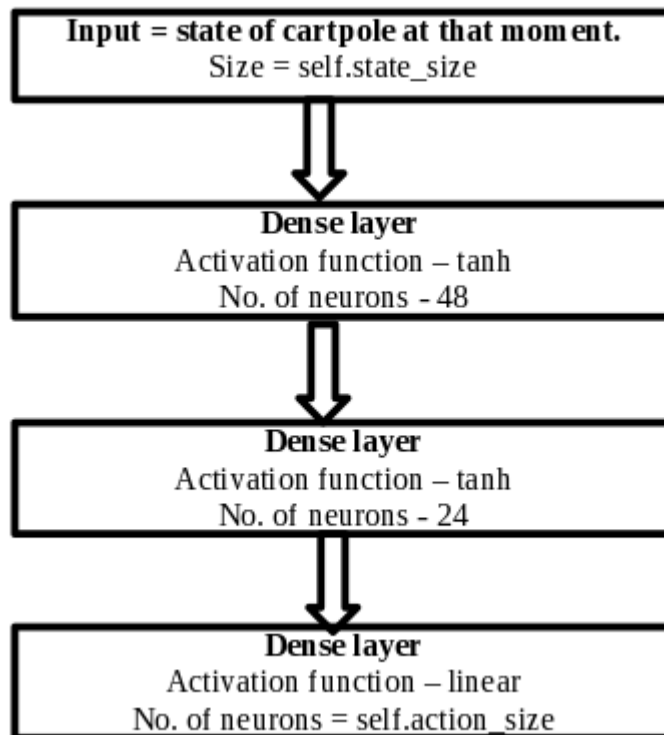 Input = state of cartpole at that moment.
Size = self.state_size
Dense layer
Activation function – tanh
No. of neurons - 48
Dense layer
Activation function – tanh
No. of neurons - 24
Dense layer
Activation function – linear
No. of neurons = self.action_size